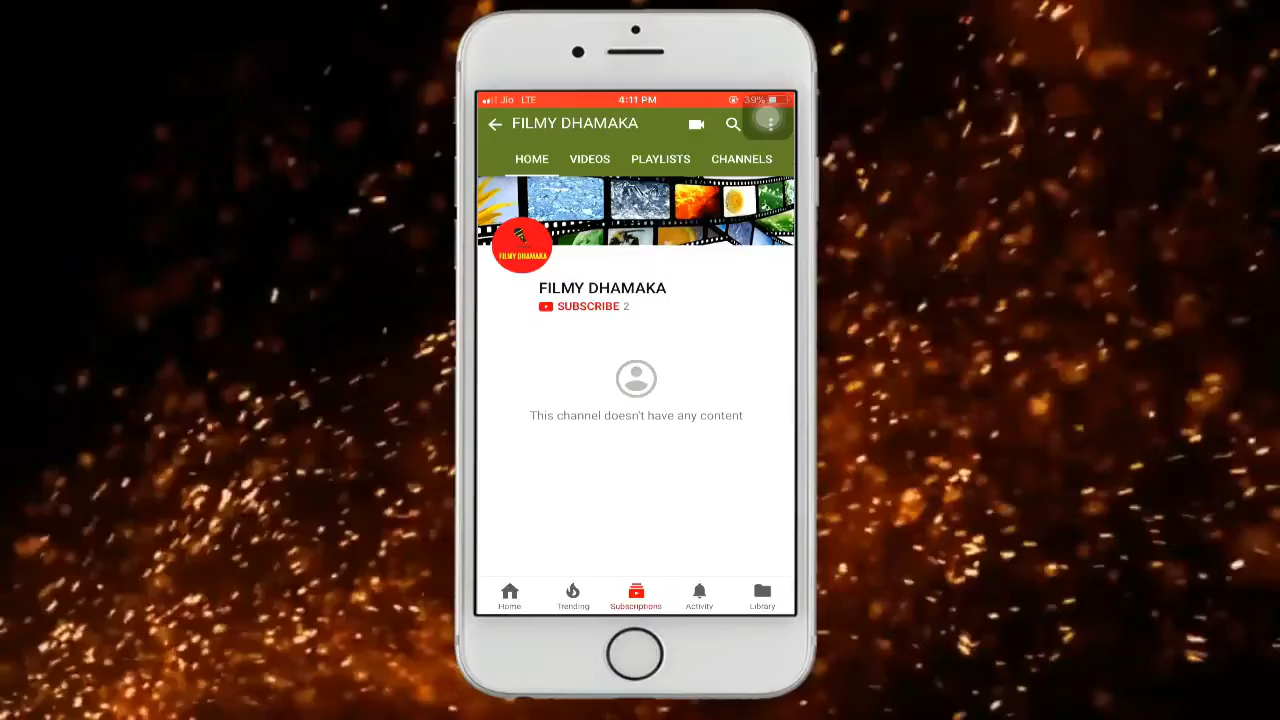 Jio LTE 4:11 PM 39%
FILMY DHAMAKA
HOME VIDEOS PLAYLISTS CHANNELS
FILMY DHAMAKA
FILMY DHAMAKA
SUBSCRIBE 2
This channel doesn't have any content
Home Trending Subscriptions Activity Library